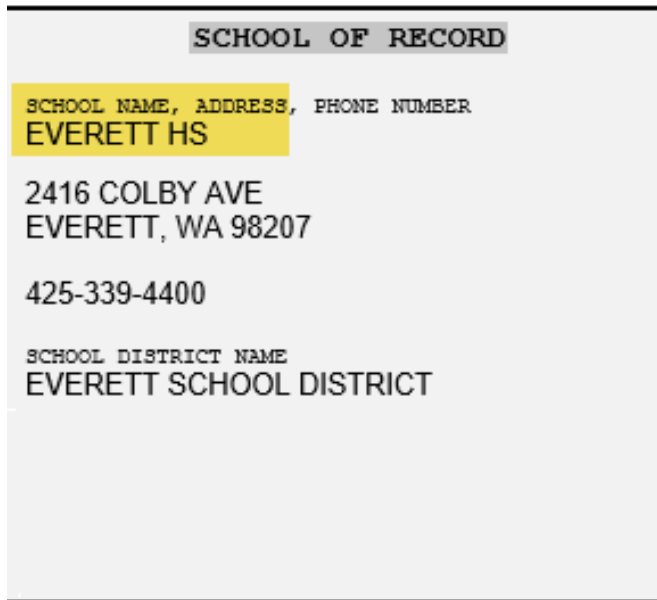 SCHOOL OF RECORD
SCHOOL NAME, ADDRESS, PHONE NUMBER
EVERETT HS
2416 COLBY AVE
EVERETT, WA 98207
425-339-4400
SCHOOL DISTRICT NAME
EVERETT SCHOOL DISTRICT